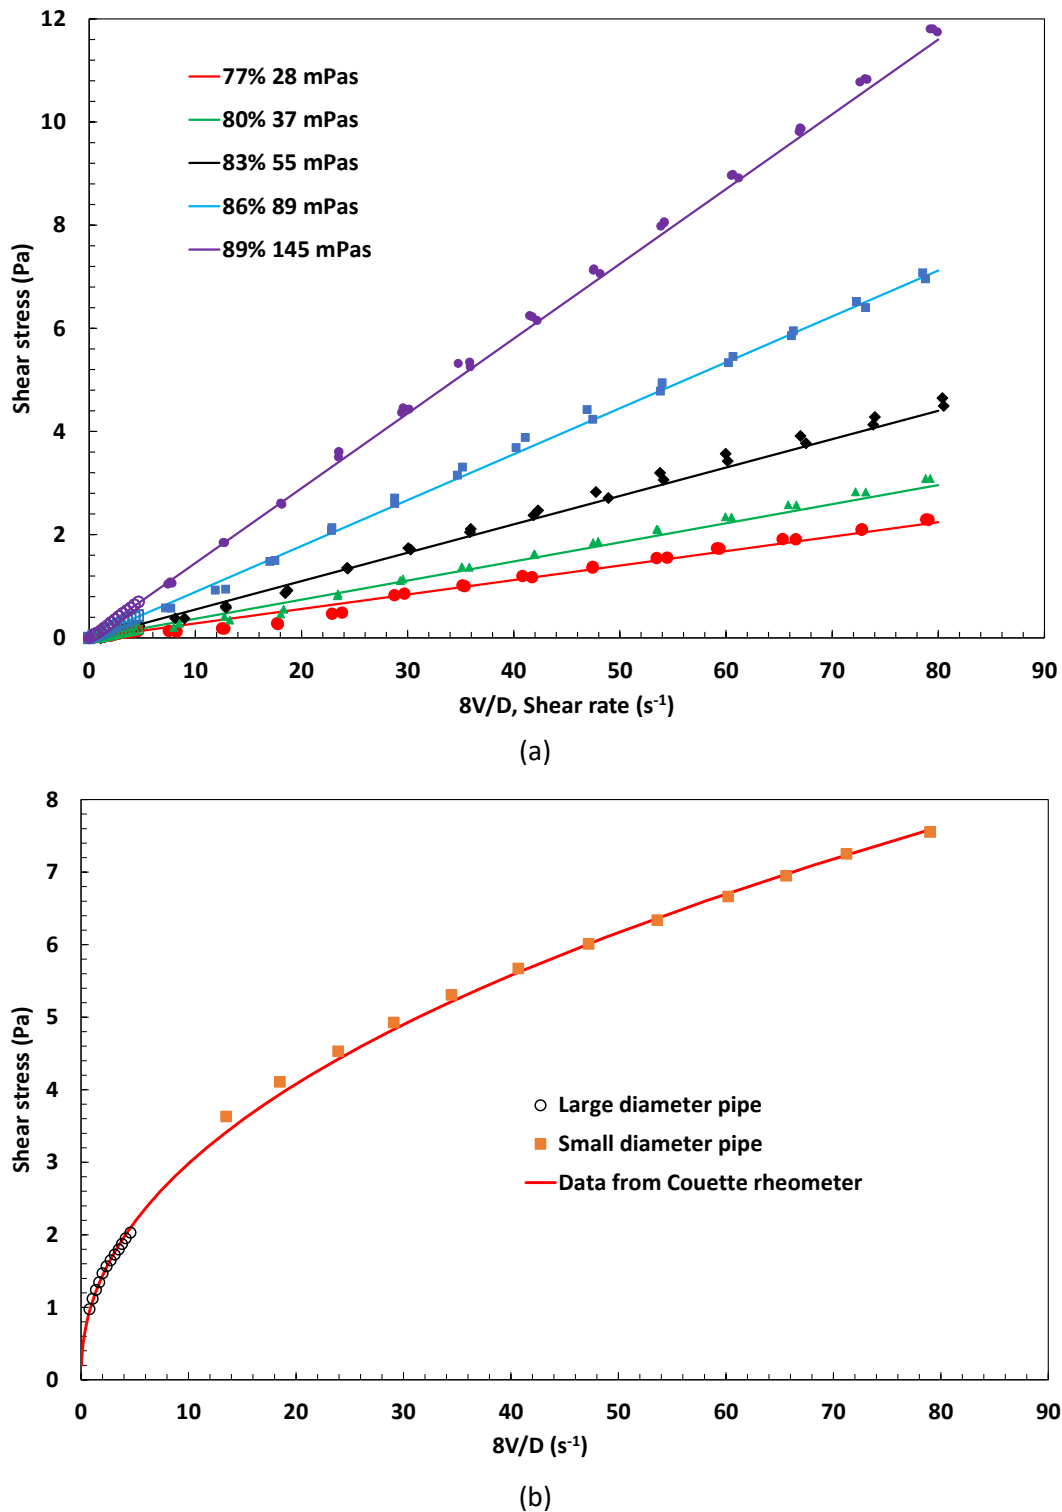 12
10
8
6
4
2
0
Shear stress (Pa)
77% 28 mPas
80% 37 mPas
83% 55 mPas
86% 89 mPas
89% 145 mPas
0 10 20 30 40 50 60 70 80 90
8V/D, Shear rate (s⁻¹)
(a)
8
7
6
5
4
3
2
1
0
Shear stress (Pa)
Large diameter pipe
Small diameter pipe
Data from Couette rheometer
0 10 20 30 40 50 60 70 80 90
8V/D (s⁻¹)
(b)